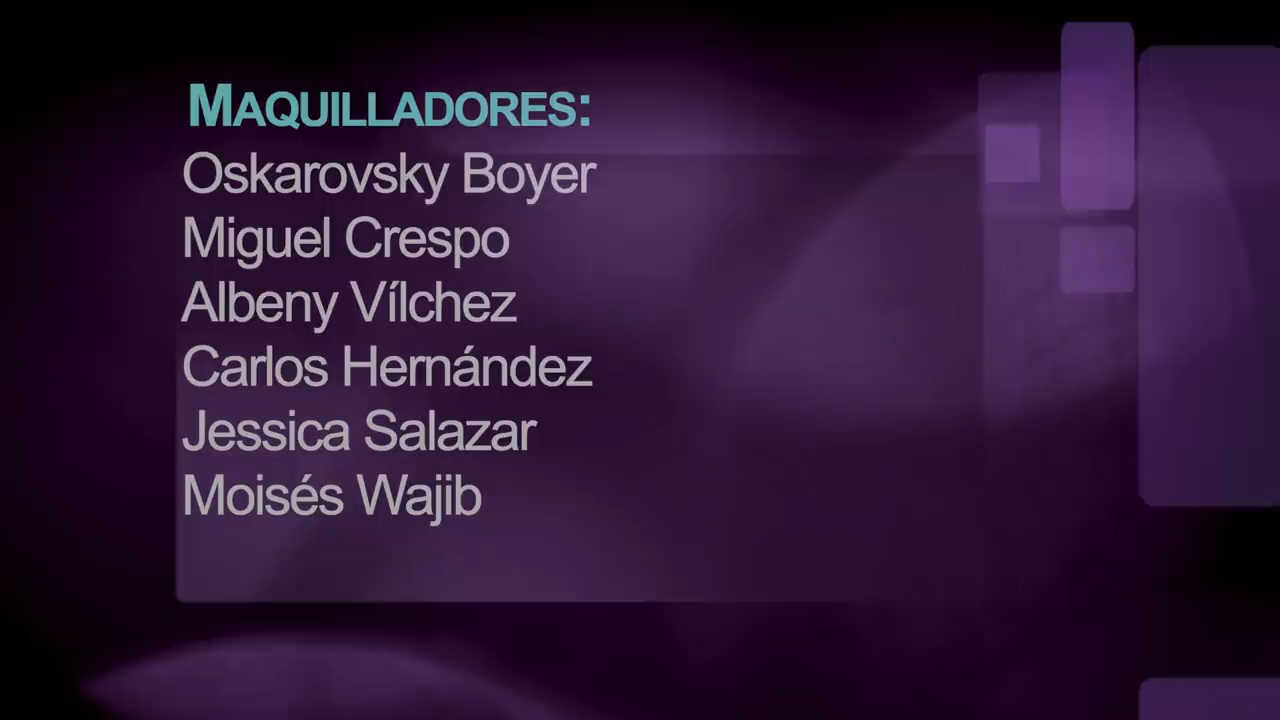 MAQUILLADORES:
Oskarovsky Boyer
Miguel Crespo
Albeny Vílchez
Carlos Hernández
Jessica Salazar
Moisés Wajib